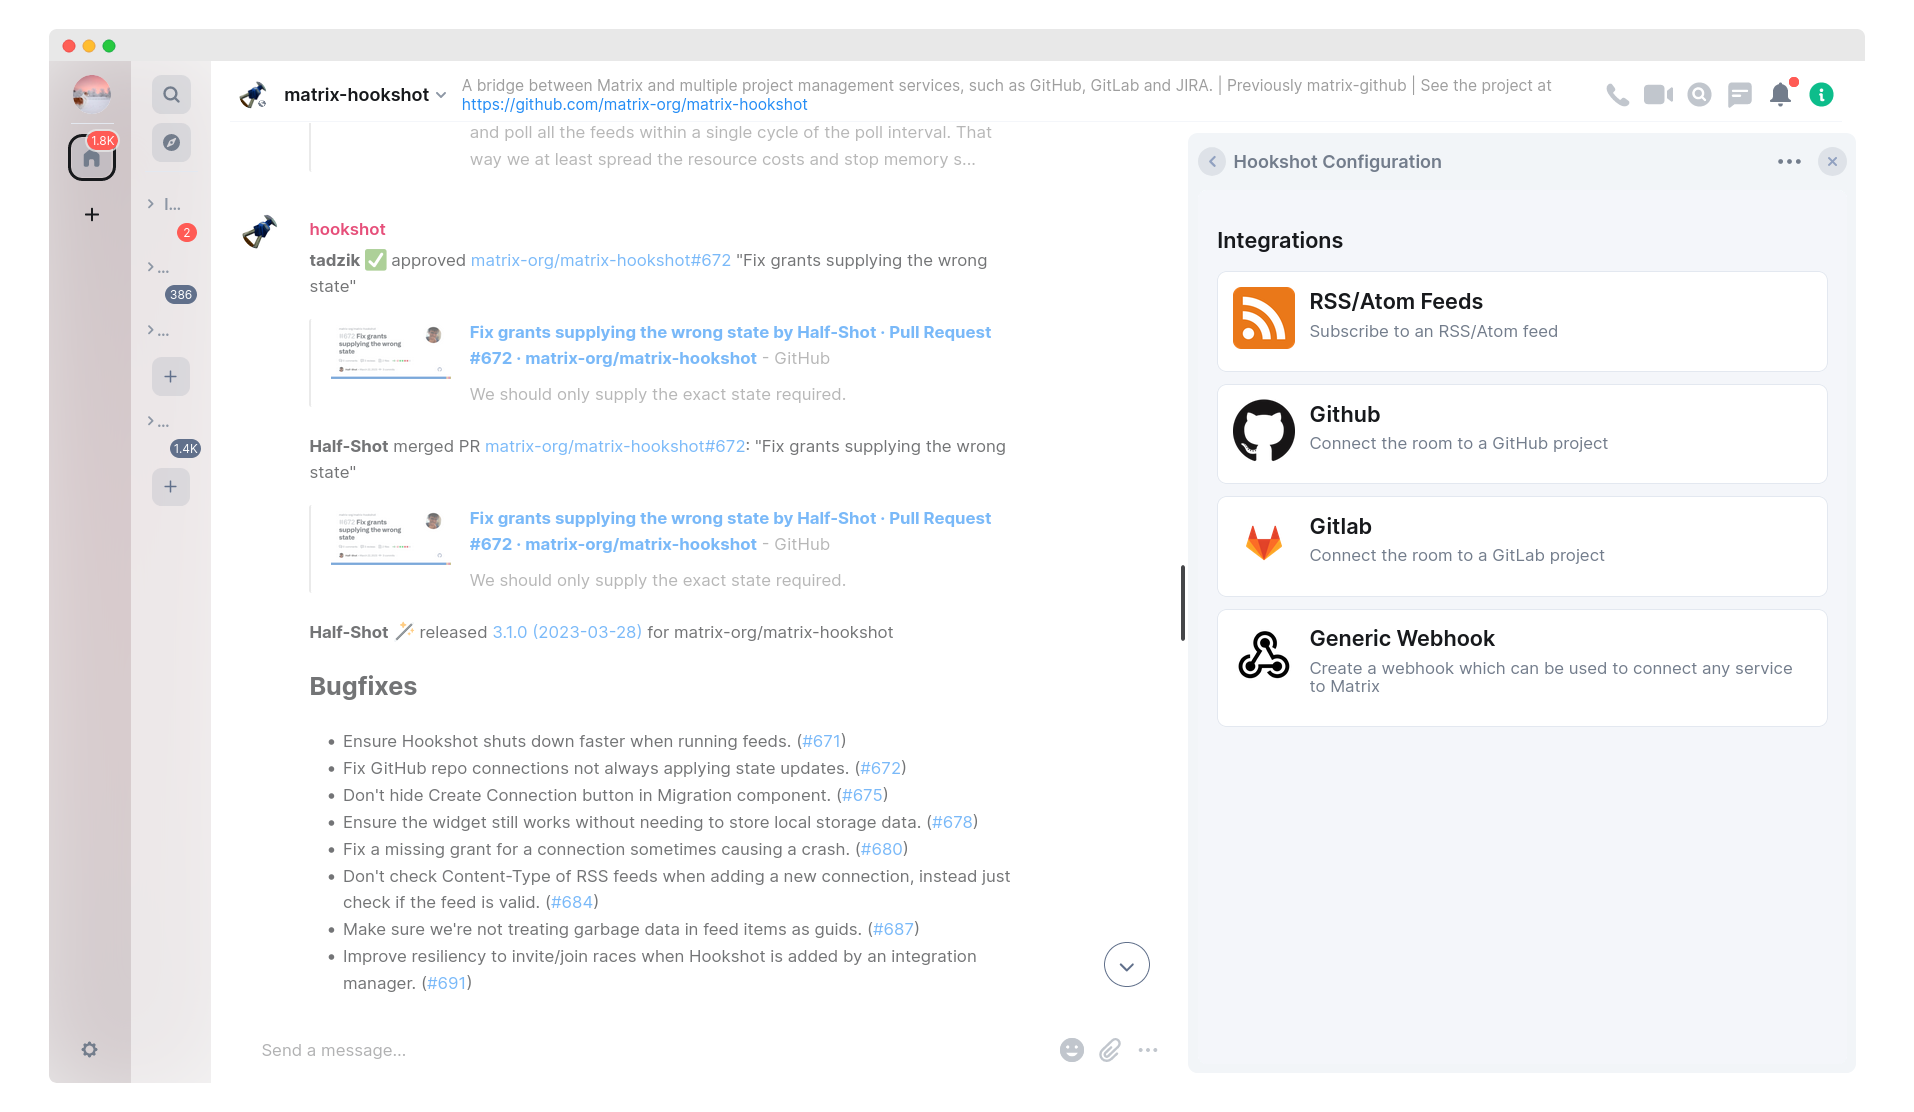 matrix-hookshot
A bridge between Matrix and multiple project management services, such as GitHub, GitLab and JIRA. | Previously matrix-github | See the project at
https://github.com/matrix-org/matrix-hookshot
1.8K
I...
2
...
386
...
...
1.4K
and poll all the feeds within a single cycle of the poll interval. That
way we at least spread the resource costs and stop memory s...
hookshot
tadzik ✅ approved matrix-org/matrix-hookshot#672 "Fix grants supplying the wrong
state"
#672 Fix grants
supplying the wrong
state
Fix grants supplying the wrong state by Half-Shot · Pull Request
#672 · matrix-org/matrix-hookshot - GitHub
We should only supply the exact state required.
Half-Shot merged PR matrix-org/matrix-hookshot#672: "Fix grants supplying the wrong
state"
#672 Fix grants
supplying the wrong
state
Fix grants supplying the wrong state by Half-Shot · Pull Request
#672 · matrix-org/matrix-hookshot - GitHub
We should only supply the exact state required.
Half-Shot 🪄 released 3.1.0 (2023-03-28) for matrix-org/matrix-hookshot
Bugfixes
• Ensure Hookshot shuts down faster when running feeds. (#671)
• Fix GitHub repo connections not always applying state updates. (#672)
• Don't hide Create Connection button in Migration component. (#675)
• Ensure the widget still works without needing to store local storage data. (#678)
• Fix a missing grant for a connection sometimes causing a crash. (#680)
• Don't check Content-Type of RSS feeds when adding a new connection, instead just
check if the feed is valid. (#684)
• Make sure we're not treating garbage data in feed items as guids. (#687)
• Improve resiliency to invite/join races when Hookshot is added by an integration
manager. (#691)
Send a message...
Hookshot Configuration
Integrations
RSS/Atom Feeds
Subscribe to an RSS/Atom feed
Github
Connect the room to a GitHub project
Gitlab
Connect the room to a GitLab project
Generic Webhook
Create a webhook which can be used to connect any service
to Matrix